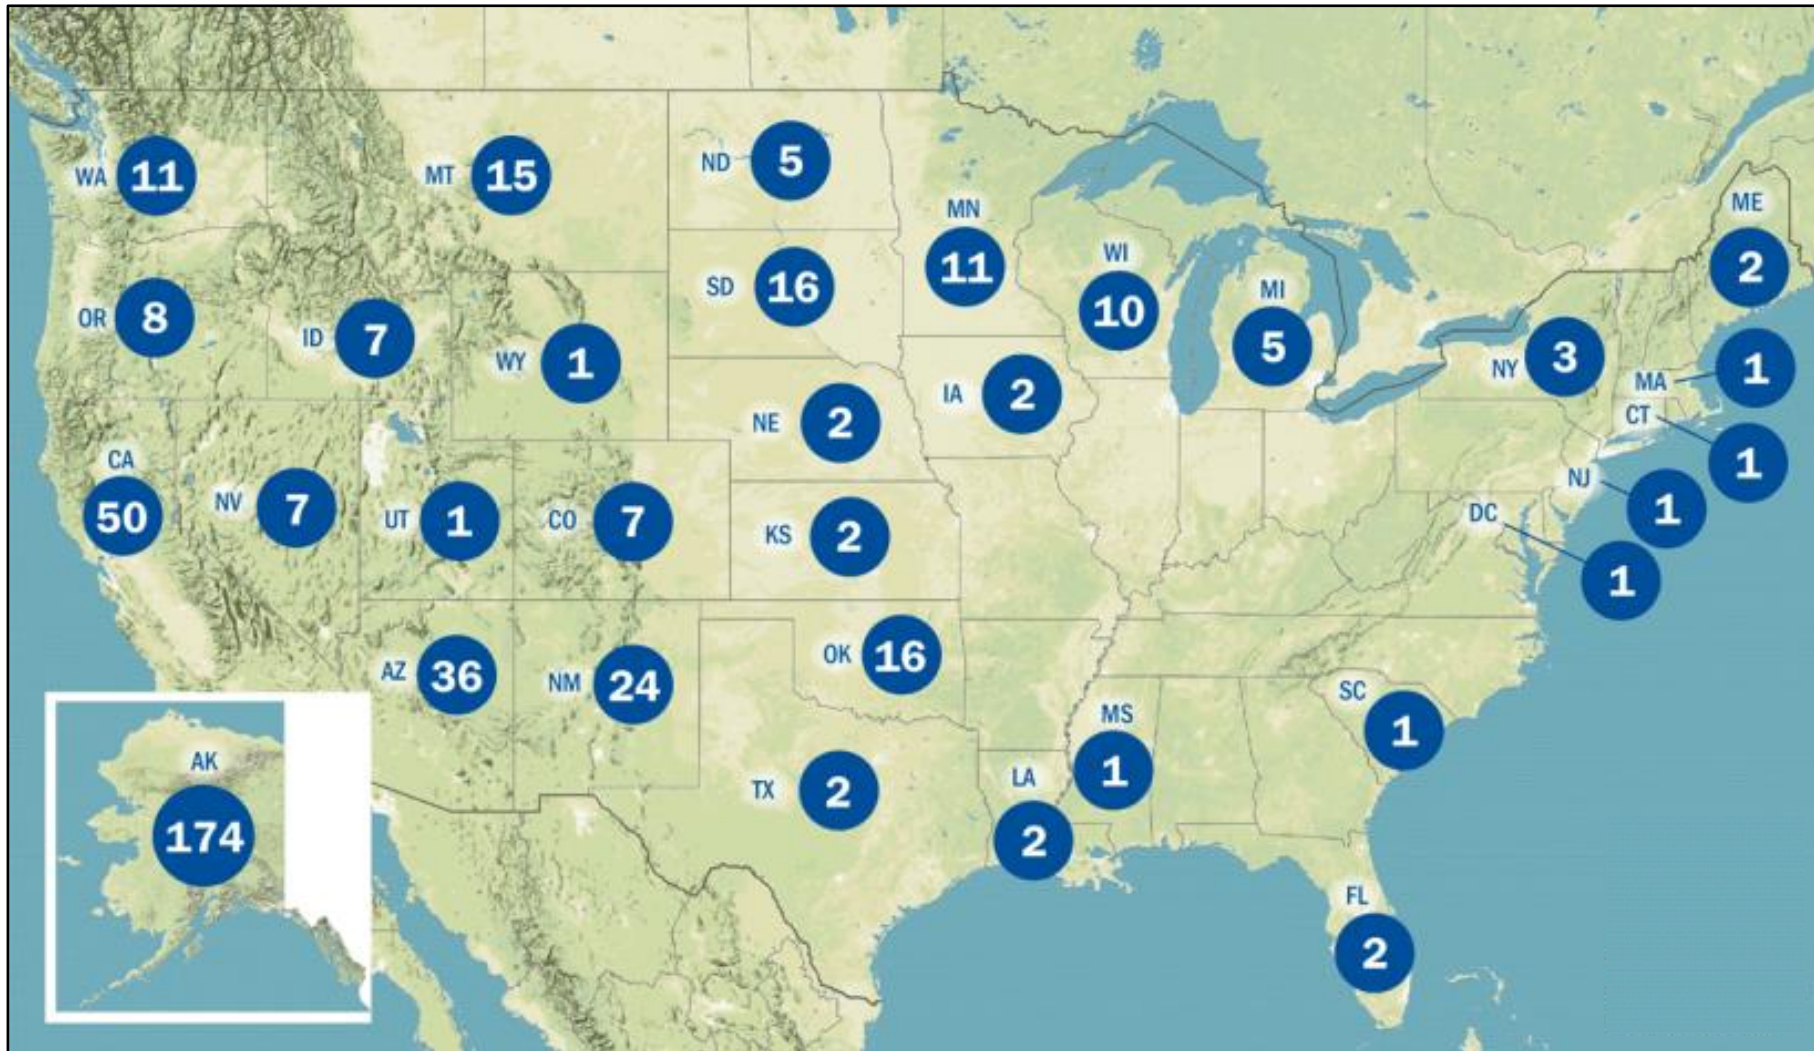 WA 11
MT 15
ND 5
MN
11
ME
2
OR 8
ID 7
WY 1
SD 16
WI
10
MI
5
NY 3
MA 1
CT
1
NE 2
IA 2
CA
50
NV 7
UT 1
CO 7
KS 2
NJ
1
DC
1
AZ 36
NM 24
OK 16
TX 2
MS
1
LA
2
SC
1
FL
2
AK
174